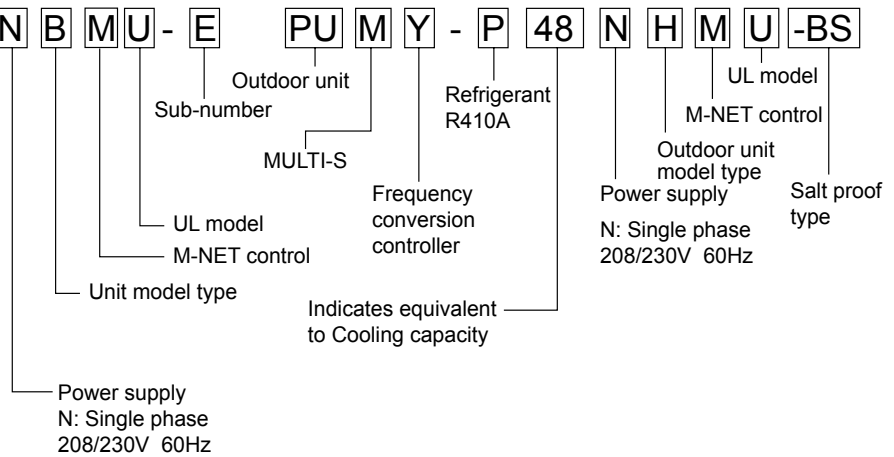 N B M U - E PU M Y - P 48 N H M U -BS
Outdoor unit
Sub-number
MULTI-S
UL model
M-NET control
Unit model type
Power supply
N: Single phase
208/230V 60Hz
Frequency
conversion
controller
Refrigerant
R410A
Indicates equivalent
to Cooling capacity
UL model
M-NET control
Outdoor unit
model type
Power supply
N: Single phase
208/230V 60Hz
Salt proof
type